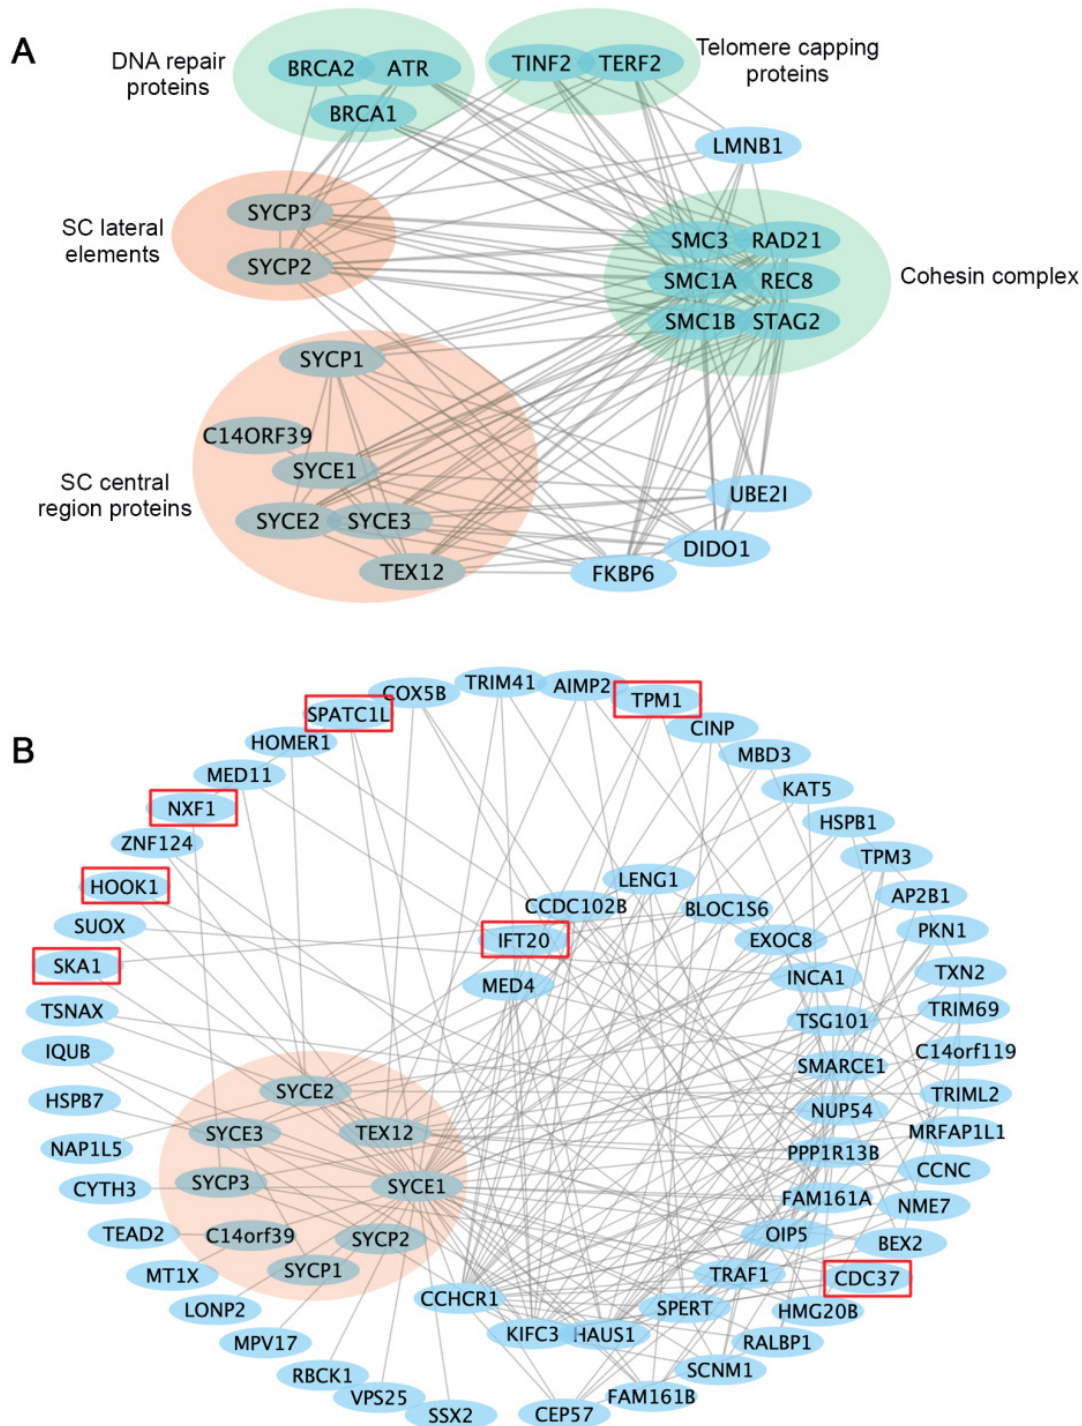 A
DNA repair
proteins
BRCA2
ATR
BRCA1
TINF2
TERF2
Telomere capping
proteins
LMNB1
SC lateral
elements
SYCP3
SYCP2
SMC3
RAD21
SMC1A
REC8
SMC1B
STAG2
Cohesin complex
SC central
region proteins
SYCP1
C14ORF39
SYCE1
SYCE2
SYCE3
TEX12
UBE2I
DIDO1
FKBP6
B
COX5B
TRIM41
AIMP2
TPM1
SPATC1L
CINP
HOMER1
MBD3
MED11
KAT5
NXF1
HSPB1
ZNF124
TPM3
HOOK1
LENG1
AP2B1
CCDC102B
BLOC1S6
SUOX
IFT20
EXOC8
PKN1
SKA1
MED4
INCA1
TXN2
TSNAX
TSG101
TRIM69
IQUB
SMARCE1
C14orf119
HSPB7
SYCE2
NUP54
TRIML2
NAP1L5
SYCE3
TEX12
PPP1R13B
MRFAP1L1
CYTH3
SYCP3
SYCE1
FAM161A
CCNC
NME7
TEAD2
C14orf39
SYCP2
OIP5
BEX2
MT1X
SYCP1
TRAF1
CDC37
LONP2
CCHCR1
SPERT
HMG20B
MPV17
KIFC3
HAUS1
RALBP1
RBCK1
SCNM1
VPS25
FAM161B
SSX2
CEP57